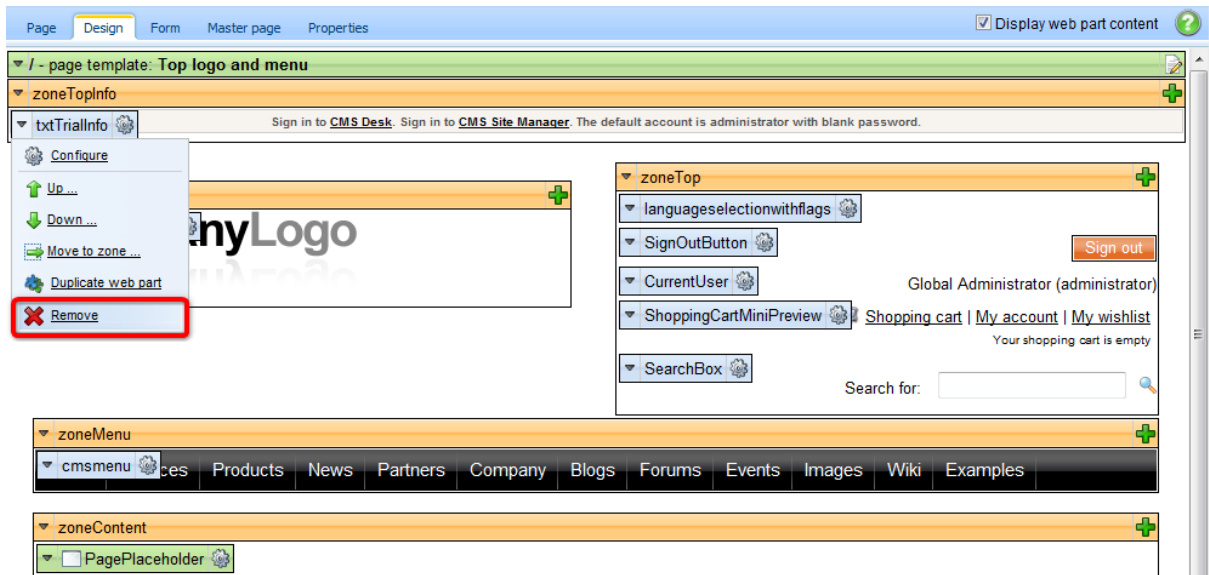 Page Design Form Master page Properties Display web part content
/ - page template: Top logo and menu
zoneTopInfo
txtTrialInfo Sign in to CMS Desk. Sign in to CMS Site Manager. The default account is administrator with blank password.
Configure
Up ...
Down ...
Move to zone ...
Duplicate web part
Remove
nyLogo
zoneTop
languageselectionwithflags
SignOutButton Sign out
CurrentUser Global Administrator (administrator)
ShoppingCartMiniPreview Shopping cart | My account | My wishlist
Your shopping cart is empty
SearchBox
Search for:
zoneMenu
cmsmenu ces Products News Partners Company Blogs Forums Events Images Wiki Examples
zoneContent
PagePlaceholder